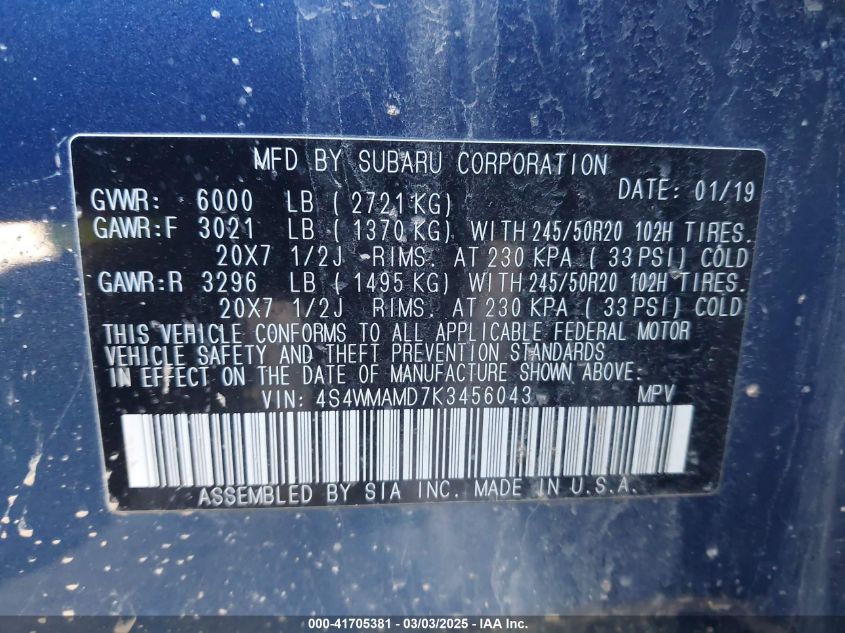 MFD BY SUBARU CORPORATION
DATE: 01/19
GVWR: 6000 LB ( 2721 KG)
GAWR:F 3021 LB ( 1370 KG) WITH 245/50R20 102H TIRES.
20X7 1/2J RIMS. AT 230 KPA ( 33 PSI) COLD
GAWR:R 3296 LB ( 1495 KG) WITH 245/50R20 102H TIRES.
20X7 1/2J RIMS. AT 230 KPA ( 33 PSI) COLD
THIS VEHICLE CONFORMS TO ALL APPLICABLE FEDERAL MOTOR
VEHICLE SAFETY AND THEFT PREVENTION STANDARDS
IN EFFECT ON THE DATE OF MANUFACTURE SHOWN ABOVE.
VIN: 4S4WMAMD7K3456043 MPV
ASSEMBLED BY SIA INC. MADE IN U.S.A.
000-41705381 - 03/03/2025 - IAAI.com